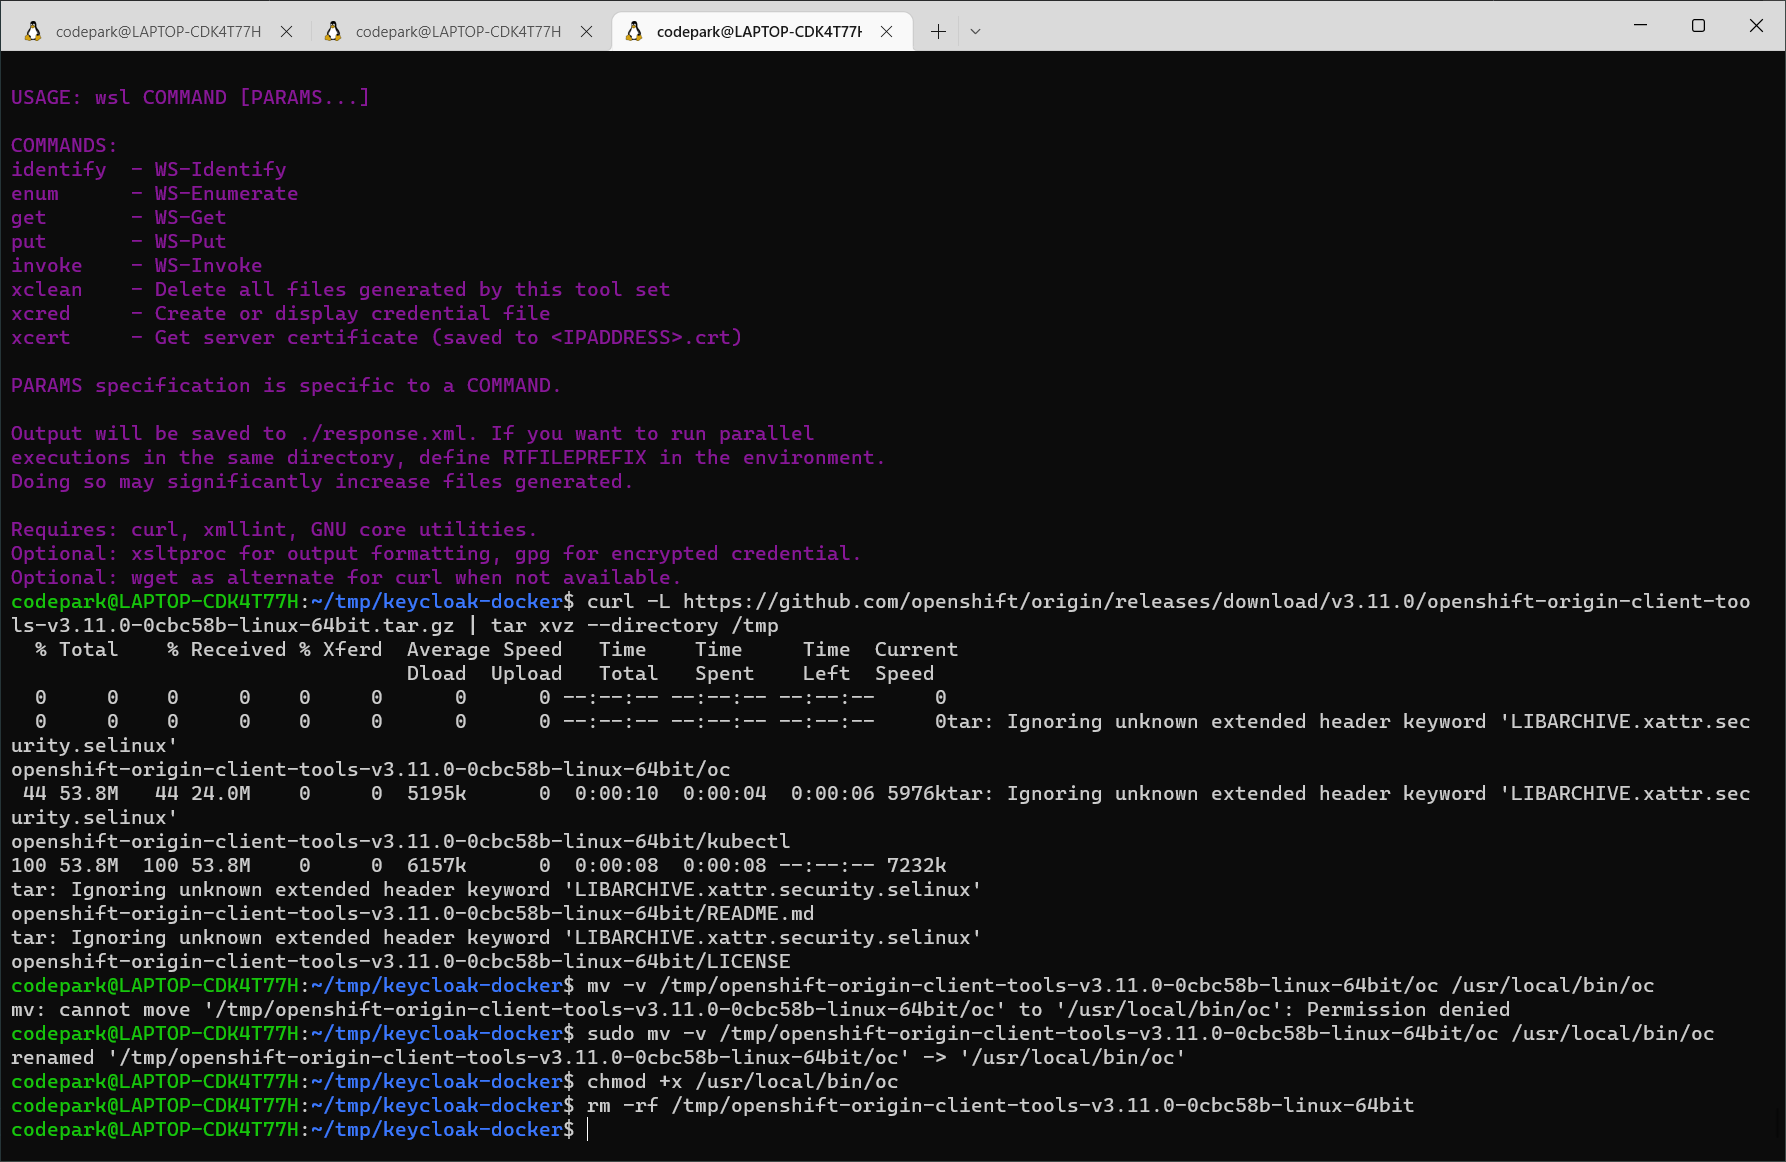 codepark@LAPTOP-CDK4T77H
codepark@LAPTOP-CDK4T77H
codepark@LAPTOP-CDK4T77H
USAGE: wsl COMMAND [PARAMS...]
COMMANDS:
identify  - WS-Identify
enum      - WS-Enumerate
get       - WS-Get
put       - WS-Put
invoke    - WS-Invoke
xclean    - Delete all files generated by this tool set
xcred     - Create or display credential file
xcert     - Get server certificate (saved to <IPADDRESS>.crt)
PARAMS specification is specific to a COMMAND.
Output will be saved to ./response.xml. If you want to run parallel
executions in the same directory, define RTFILEPREFIX in the environment.
Doing so may significantly increase files generated.
Requires: curl, xmllint, GNU core utilities.
Optional: xsltproc for output formatting, gpg for encrypted credential.
Optional: wget as alternate for curl when not available.
codepark@LAPTOP-CDK4T77H:~/tmp/keycloak-docker$ curl -L https://github.com/openshift/origin/releases/download/v3.11.0/openshift-origin-client-too
ls-v3.11.0-0cbc58b-linux-64bit.tar.gz | tar xvz --directory /tmp
  % Total    % Received % Xferd  Average Speed   Time    Time     Time  Current
                                 Dload  Upload   Total   Spent    Left  Speed
  0     0    0     0    0     0      0      0 --:--:-- --:--:-- --:--:--     0
  0     0    0     0    0     0      0      0 --:--:-- --:--:-- --:--:--     0tar: Ignoring unknown extended header keyword 'LIBARCHIVE.xattr.sec
urity.selinux'
openshift-origin-client-tools-v3.11.0-0cbc58b-linux-64bit/oc
 44 53.8M   44 24.0M    0     0  5195k      0  0:00:10  0:00:04  0:00:06 5976ktar: Ignoring unknown extended header keyword 'LIBARCHIVE.xattr.sec
urity.selinux'
openshift-origin-client-tools-v3.11.0-0cbc58b-linux-64bit/kubectl
100 53.8M  100 53.8M    0     0  6157k      0  0:00:08  0:00:08 --:--:-- 7232k
tar: Ignoring unknown extended header keyword 'LIBARCHIVE.xattr.security.selinux'
openshift-origin-client-tools-v3.11.0-0cbc58b-linux-64bit/README.md
tar: Ignoring unknown extended header keyword 'LIBARCHIVE.xattr.security.selinux'
openshift-origin-client-tools-v3.11.0-0cbc58b-linux-64bit/LICENSE
codepark@LAPTOP-CDK4T77H:~/tmp/keycloak-docker$ mv -v /tmp/openshift-origin-client-tools-v3.11.0-0cbc58b-linux-64bit/oc /usr/local/bin/oc
mv: cannot move '/tmp/openshift-origin-client-tools-v3.11.0-0cbc58b-linux-64bit/oc' to '/usr/local/bin/oc': Permission denied
codepark@LAPTOP-CDK4T77H:~/tmp/keycloak-docker$ sudo mv -v /tmp/openshift-origin-client-tools-v3.11.0-0cbc58b-linux-64bit/oc /usr/local/bin/oc
renamed '/tmp/openshift-origin-client-tools-v3.11.0-0cbc58b-linux-64bit/oc' -> '/usr/local/bin/oc'
codepark@LAPTOP-CDK4T77H:~/tmp/keycloak-docker$ chmod +x /usr/local/bin/oc
codepark@LAPTOP-CDK4T77H:~/tmp/keycloak-docker$ rm -rf /tmp/openshift-origin-client-tools-v3.11.0-0cbc58b-linux-64bit
codepark@LAPTOP-CDK4T77H:~/tmp/keycloak-docker$